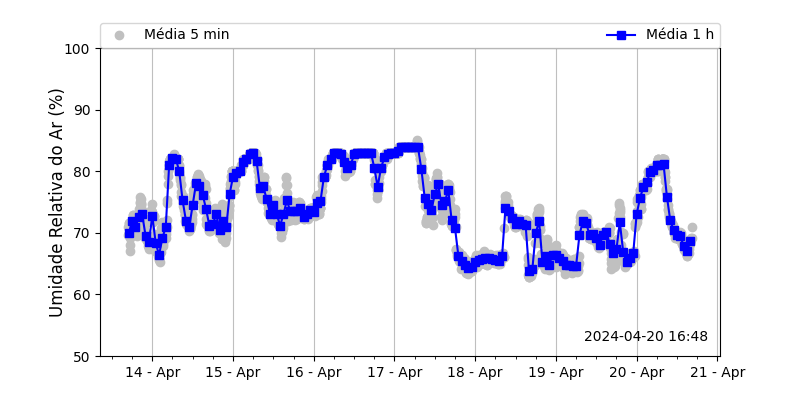 Média 5 min
Média 1 h
Umidade Relativa do Ar (%)
100
90
80
70
60
50
2024-04-20 16:48
14 - Apr
15 - Apr
16 - Apr
17 - Apr
18 - Apr
19 - Apr
20 - Apr
21 - Apr